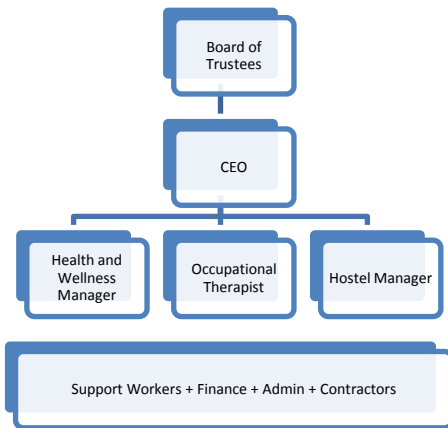 Board of
Trustees
CEO
Health and
Wellness
Manager
Occupational
Therapist
Hostel Manager
Support Workers + Finance + Admin + Contractors